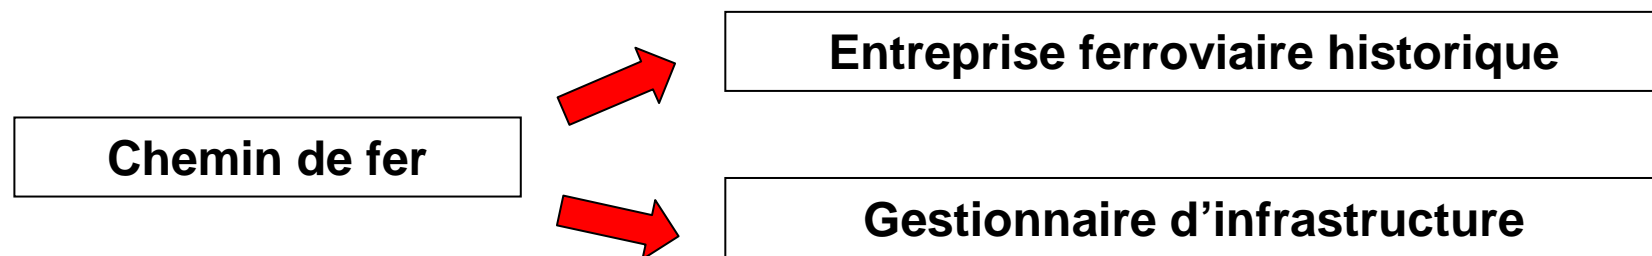 Entreprise ferroviaire historique
Chemin de fer
Gestionnaire d’infrastructure